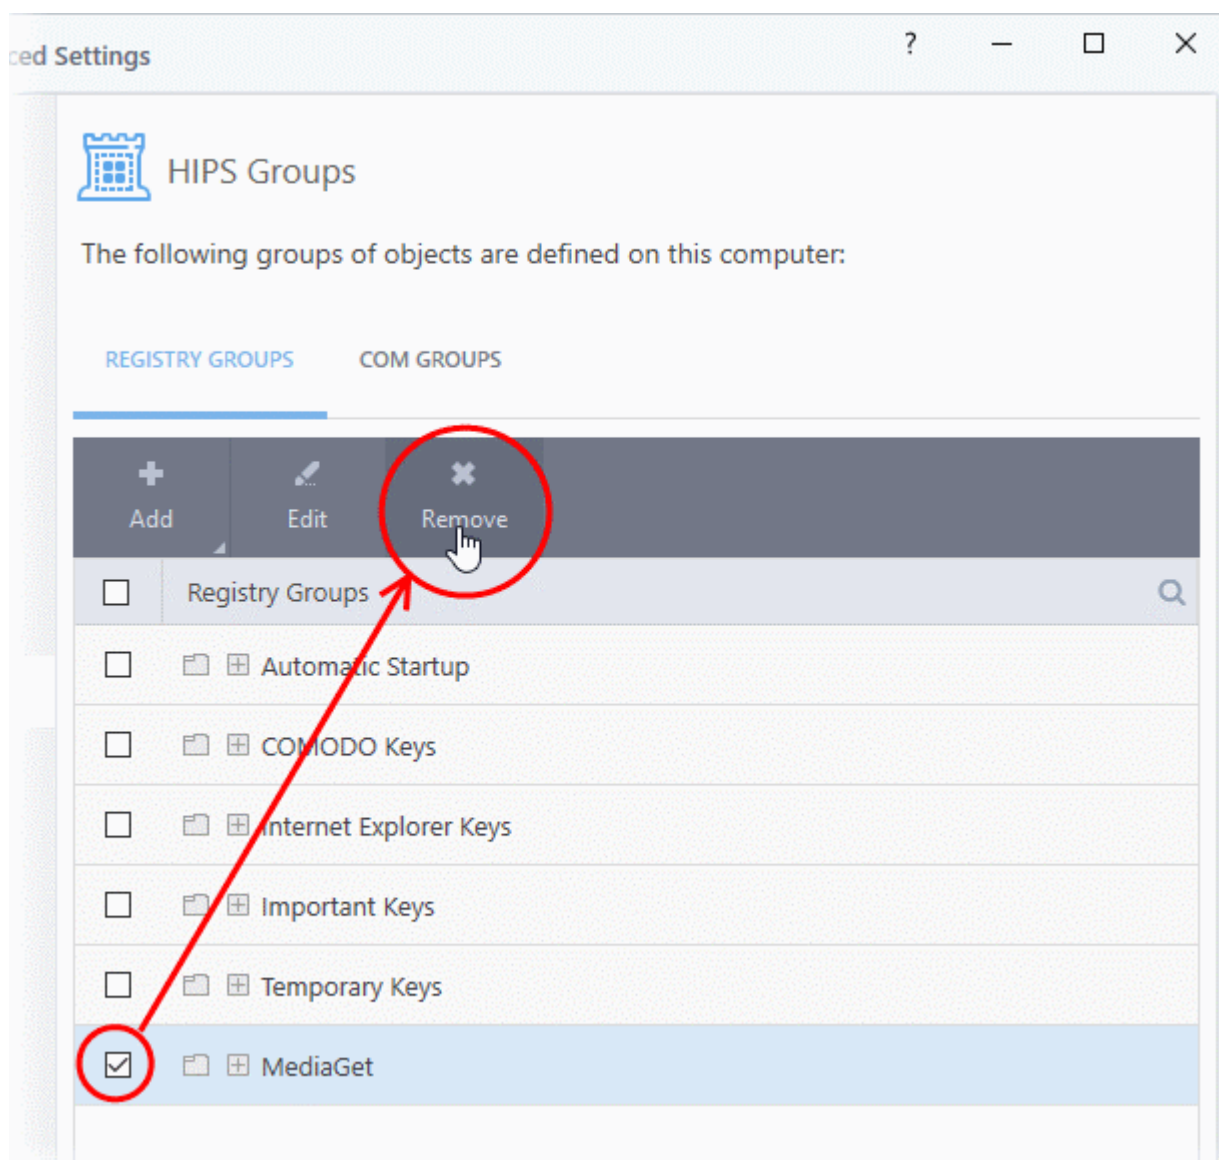 ced Settings
?
HIPS Groups
The following groups of objects are defined on this computer:
REGISTRY GROUPS COM GROUPS
Add Edit Remove
Registry Groups
Automatic Startup
COMODO Keys
Internet Explorer Keys
Important Keys
Temporary Keys
MediaGet